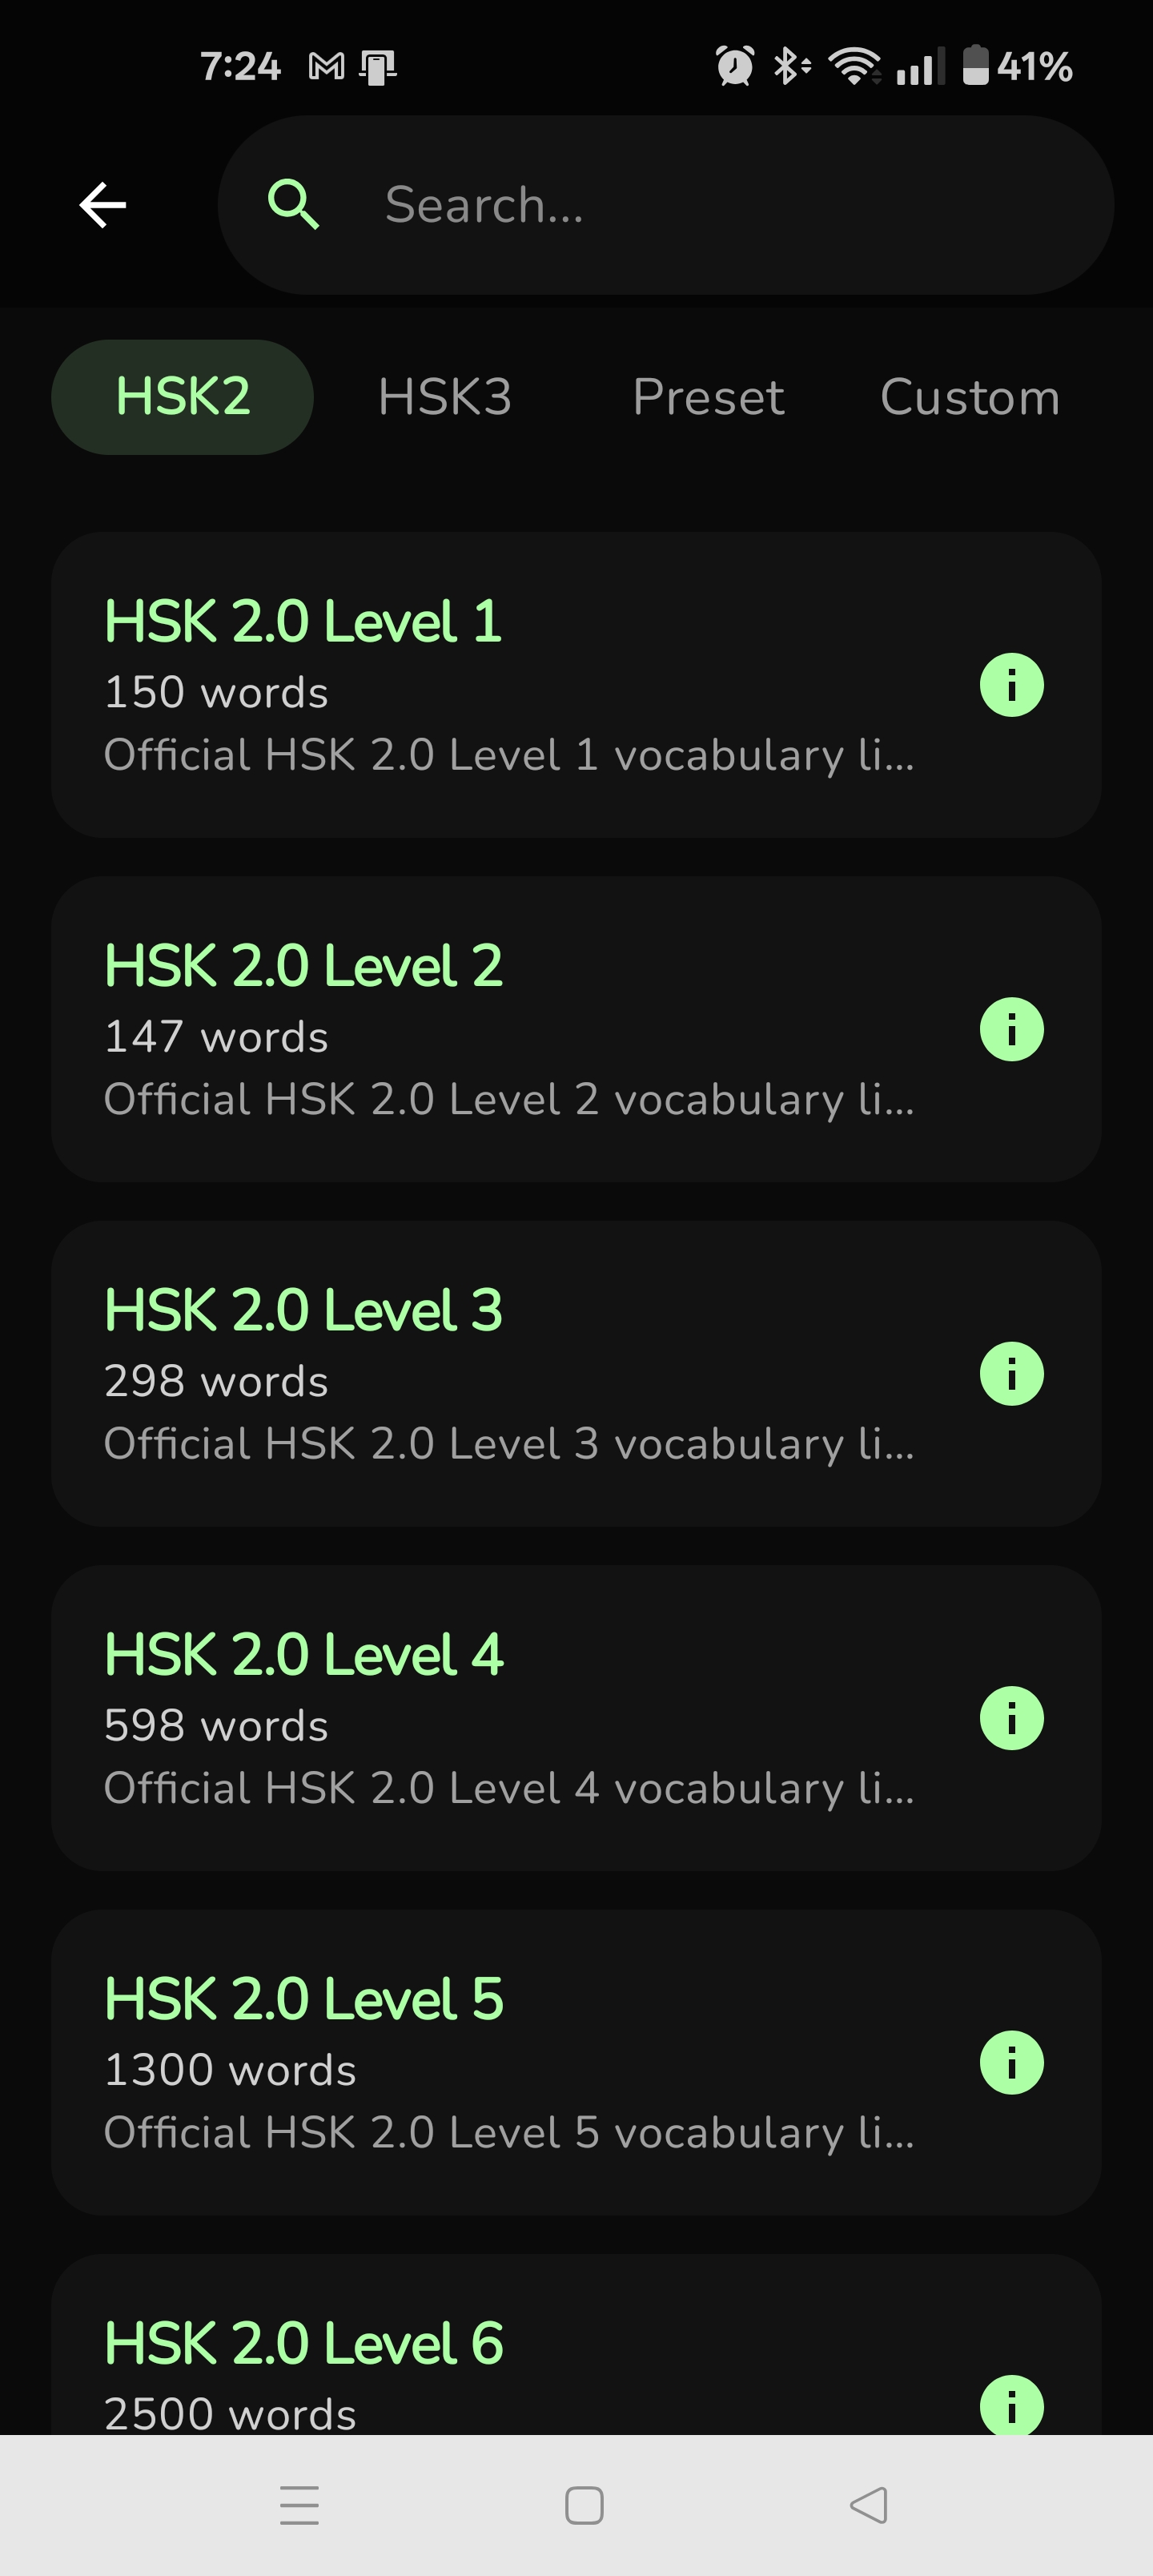 7:24
41%
Search...
HSK2 HSK3 Preset Custom
HSK 2.0 Level 1
150 words
Official HSK 2.0 Level 1 vocabulary li...
HSK 2.0 Level 2
147 words
Official HSK 2.0 Level 2 vocabulary li...
HSK 2.0 Level 3
298 words
Official HSK 2.0 Level 3 vocabulary li...
HSK 2.0 Level 4
598 words
Official HSK 2.0 Level 4 vocabulary li...
HSK 2.0 Level 5
1300 words
Official HSK 2.0 Level 5 vocabulary li...
HSK 2.0 Level 6
2500 words